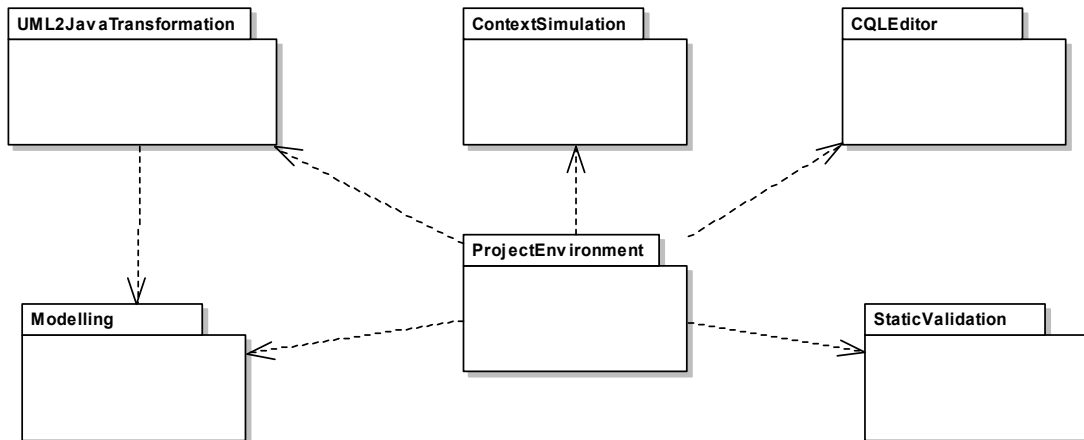 UML2JavaTransformation
ContextSimulation
CQLEditor
ProjectEnvironment
Modelling
StaticValidation